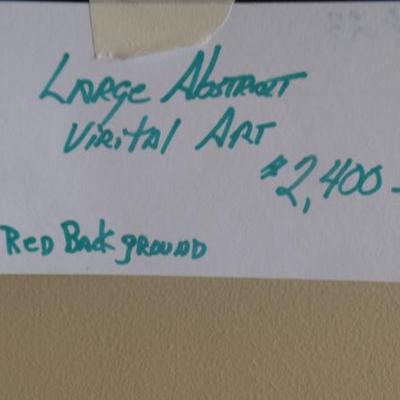 Large Abstract
Virital Art
$2,400-
Red Background